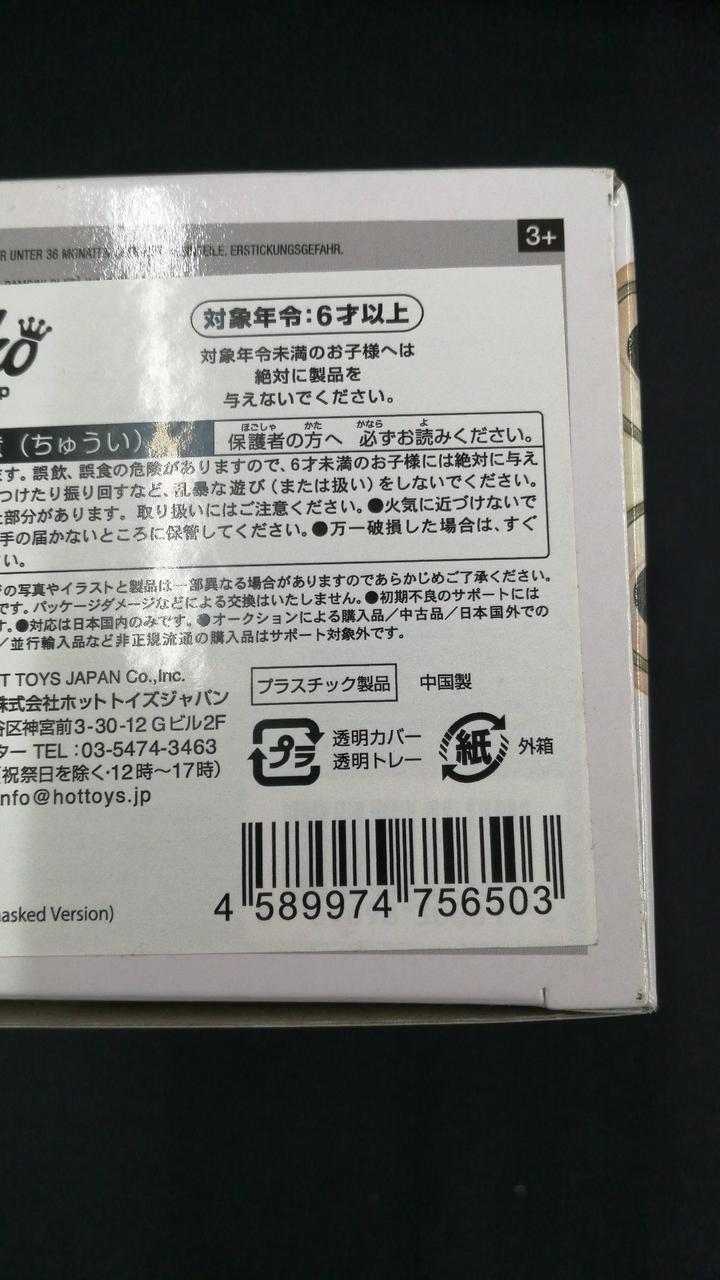 R UNTER 36 MONATEN ERSTICKUNGSGEFAHR.
3+
ko
対象年令:6才以上
対象年令未満のお子様へは
絶対に製品を
与えないでください。
(ちゅうい)
保護者の方へ 必ずお読みください。
ほごしゃ かた かなら よ
ます。誤飲、誤食の危険がありますので、6才未満のお子様には絶対に与え
つけたり振り回すなど、乱暴な遊び(または扱い)をしないでください。
部分があります。取り扱いにはご注意ください。●火気に近づけないで
手の届かないところに保管してください。●万一破損した場合は、すぐ
い。
の写真やイラストと製品は一部異なる場合がありますのであらかじめご了承ください。
です。パッケージダメージなどによる交換はいたしません。●初期不良のサポートには
す。●対応は日本国内のみです。●オークションによる購入品/中古品/日本国外での
/並行輸入品など非正規流通の購入品はサポート対象外です。
T TOYS JAPAN Co.,Inc.
株式会社ホットトイズジャパン
谷区神宮前3-30-12 Gビル2F
ター TEL:03-5474-3463
祝祭日を除く・12時〜17時)
nfo@hottoys.jp
プラスチック製品
中国製
プラ
透明カバー
透明トレー
紙
外箱
asked Version)
4 589974 756503